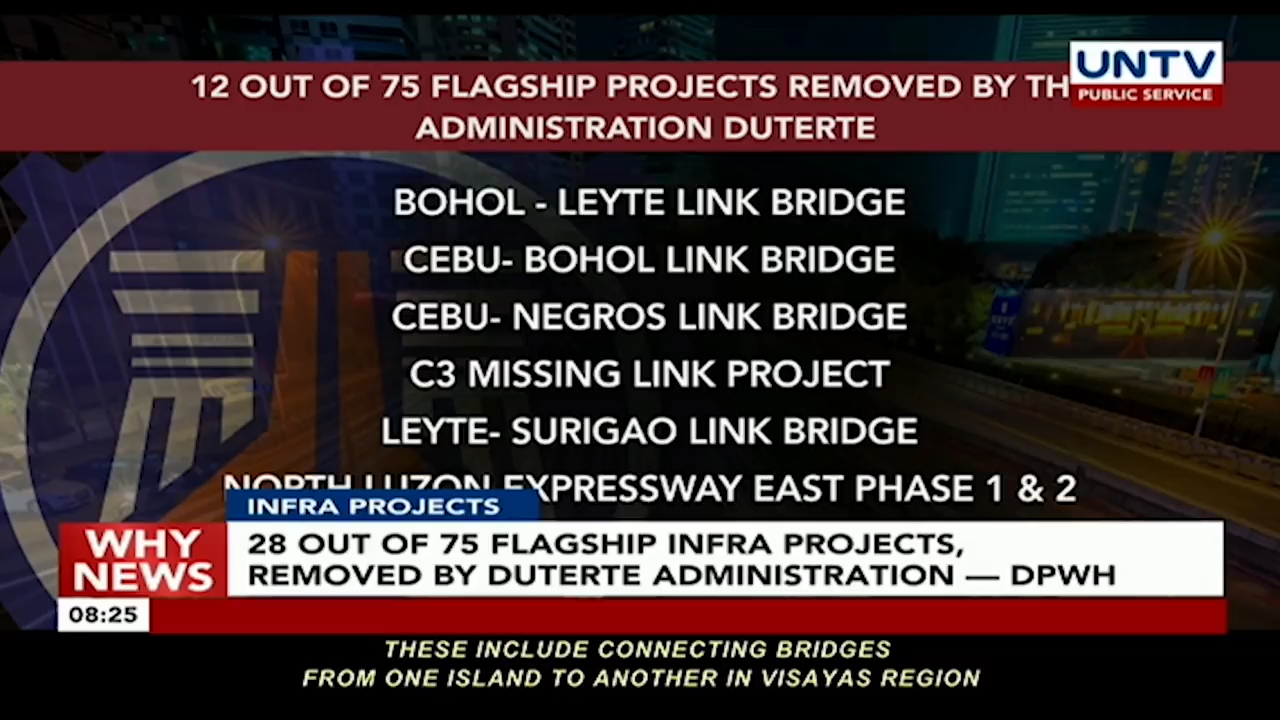 UNTV
PUBLIC SERVICE
12 OUT OF 75 FLAGSHIP PROJECTS REMOVED BY TH
ADMINISTRATION DUTERTE
BOHOL - LEYTE LINK BRIDGE
CEBU- BOHOL LINK BRIDGE
CEBU- NEGROS LINK BRIDGE
C3 MISSING LINK PROJECT
LEYTE- SURIGAO LINK BRIDGE
NORTH LUZON EXPRESSWAY EAST PHASE 1 & 2
INFRA PROJECTS
WHY
NEWS
28 OUT OF 75 FLAGSHIP INFRA PROJECTS,
REMOVED BY DUTERTE ADMINISTRATION — DPWH
08:25
THESE INCLUDE CONNECTING BRIDGES
FROM ONE ISLAND TO ANOTHER IN VISAYAS REGION